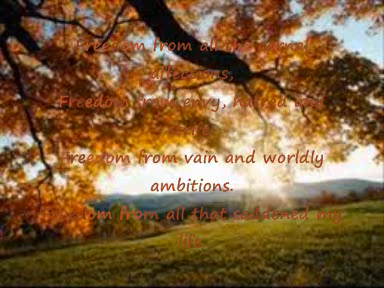 Freedom from all
affections,
Freedom from envy, hatred and
Freedom from vain and worldly
ambitions.
Freedom from all that saddened my
life